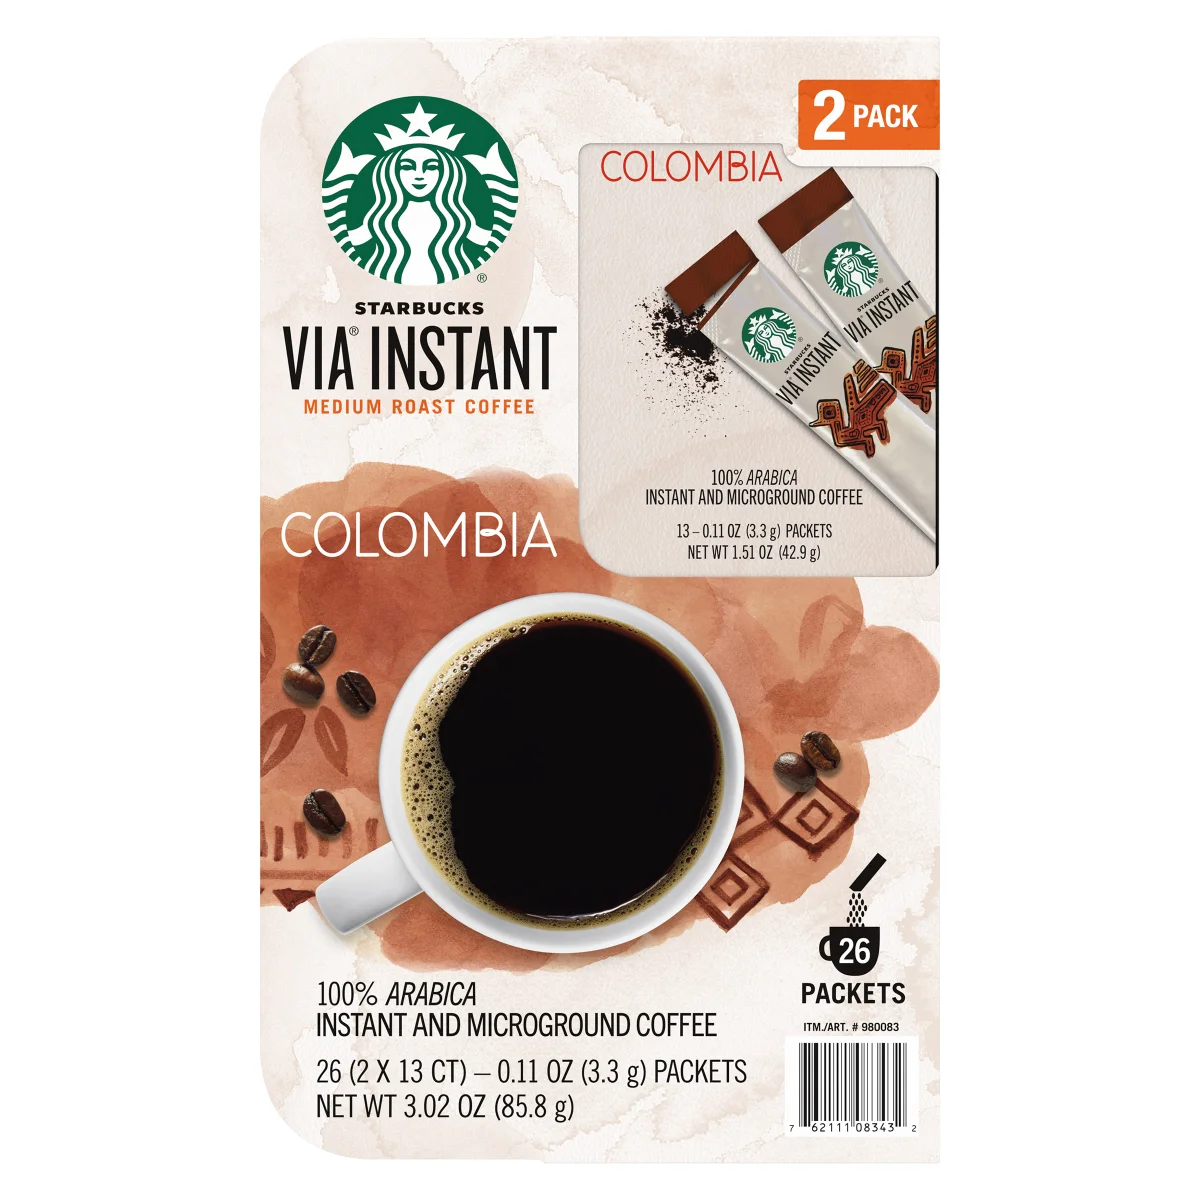 STARBUCKS
VIA® INSTANT
MEDIUM ROAST COFFEE
COLOMBIA
2 PACK
COLOMBIA
STARBUCKS
VIA INSTANT
STARBUCKS
VIA INSTANT
100% ARABICA
INSTANT AND MICROGROUND COFFEE
13 – 0.11 OZ (3.3 g) PACKETS
NET WT 1.51 OZ (42.9 g)
26
PACKETS
100% ARABICA
INSTANT AND MICROGROUND COFFEE
26 (2 X 13 CT) – 0.11 OZ (3.3 g) PACKETS
NET WT 3.02 OZ (85.8 g)
ITM./ART. # 980083
7 62111 08343 2